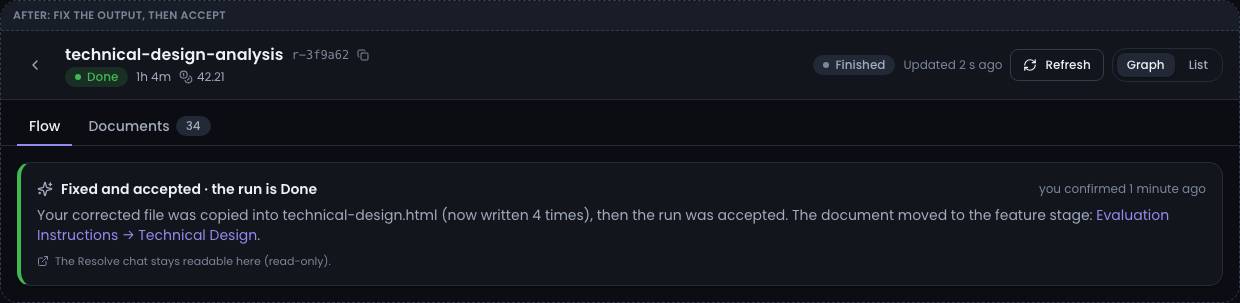 AFTER: FIX THE OUTPUT, THEN ACCEPT
technical-design-analysis r-3f9a62
Done 1h 4m 42.21
Finished Updated 2 s ago Refresh Graph List
Flow Documents 34
Fixed and accepted · the run is Done you confirmed 1 minute ago
Your corrected file was copied into technical-design.html (now written 4 times), then the run was accepted. The document moved to the feature stage: Evaluation
Instructions → Technical Design.
The Resolve chat stays readable here (read-only).